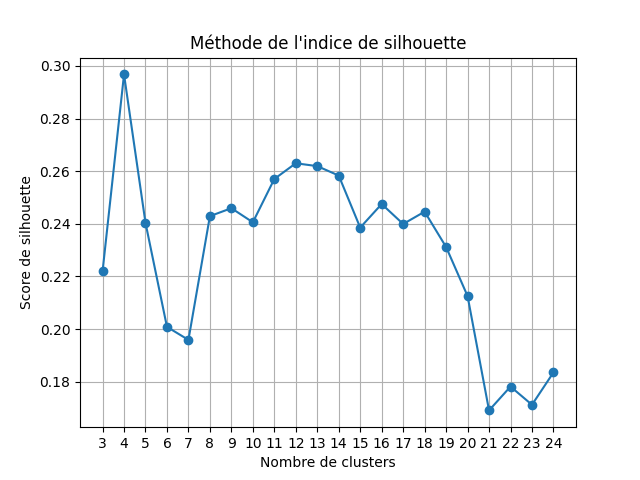 Méthode de l'indice de silhouette
0.30
0.28
0.26
0.24
0.22
0.20
0.18
Score de silhouette
3 4 5 6 7 8 9 10 11 12 13 14 15 16 17 18 19 20 21 22 23 24
Nombre de clusters